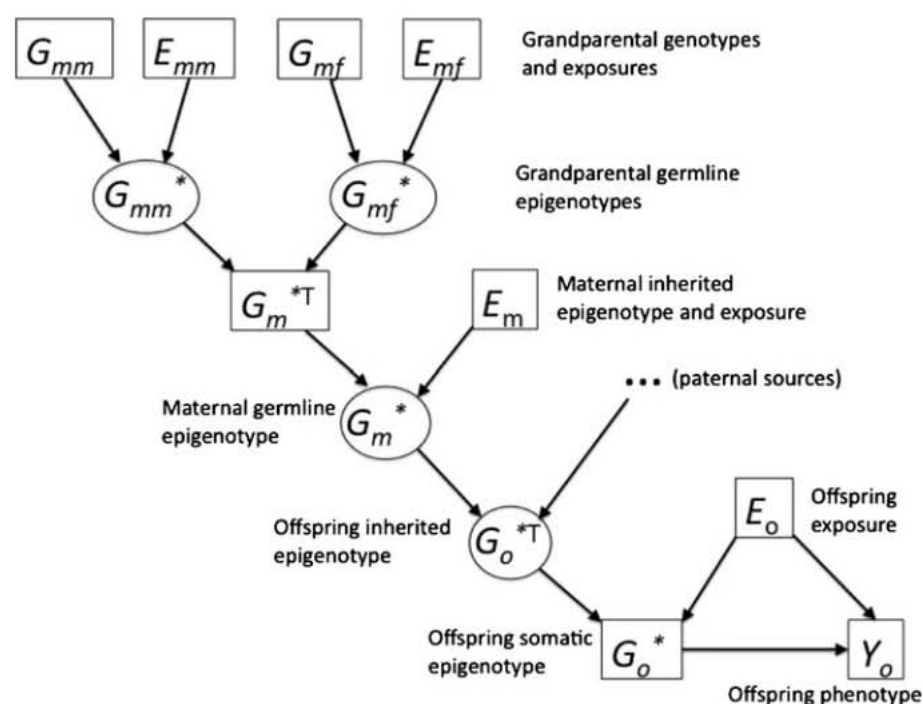 G_mm E_mm G_mf E_mf Grandparental genotypes
and exposures
G_mm* G_mf* Grandparental germline
epigenotypes
G_m*T E_m Maternal inherited
epigenotype and exposure
••• (paternal sources)
Maternal germline
epigenotype G_m*
E_o Offspring
exposure
Offspring inherited
epigenotype G_o*T
Offspring somatic
epigenotype G_o* Y_o
Offspring phenotype